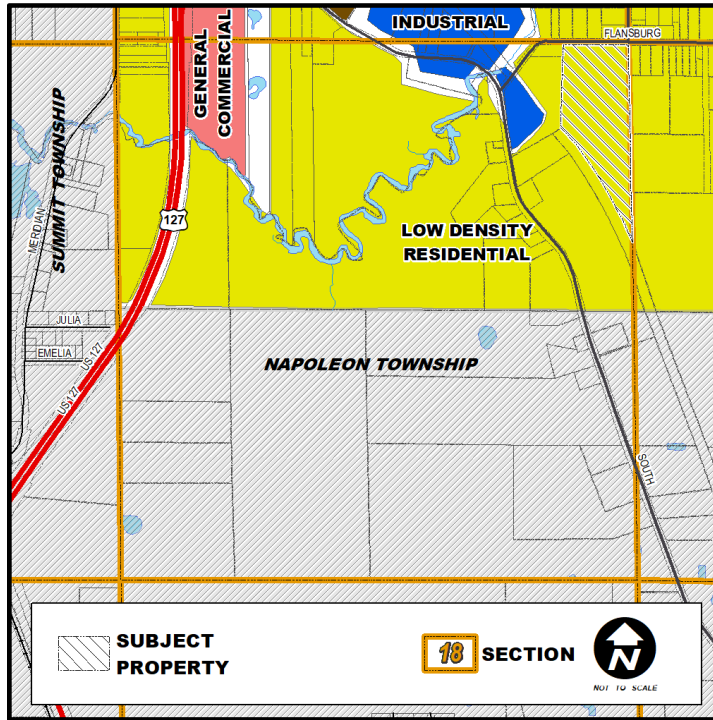 INDUSTRIAL
FLANSBURG
GENERAL
COMMERCIAL
SUMMIT TOWNSHIP
MERIDIAN
127
LOW DENSITY
RESIDENTIAL
JULIA
EMELIA
US 127
US 127
NAPOLEON TOWNSHIP
SOUTH
SUBJECT
PROPERTY
18 SECTION
N
NOT TO SCALE